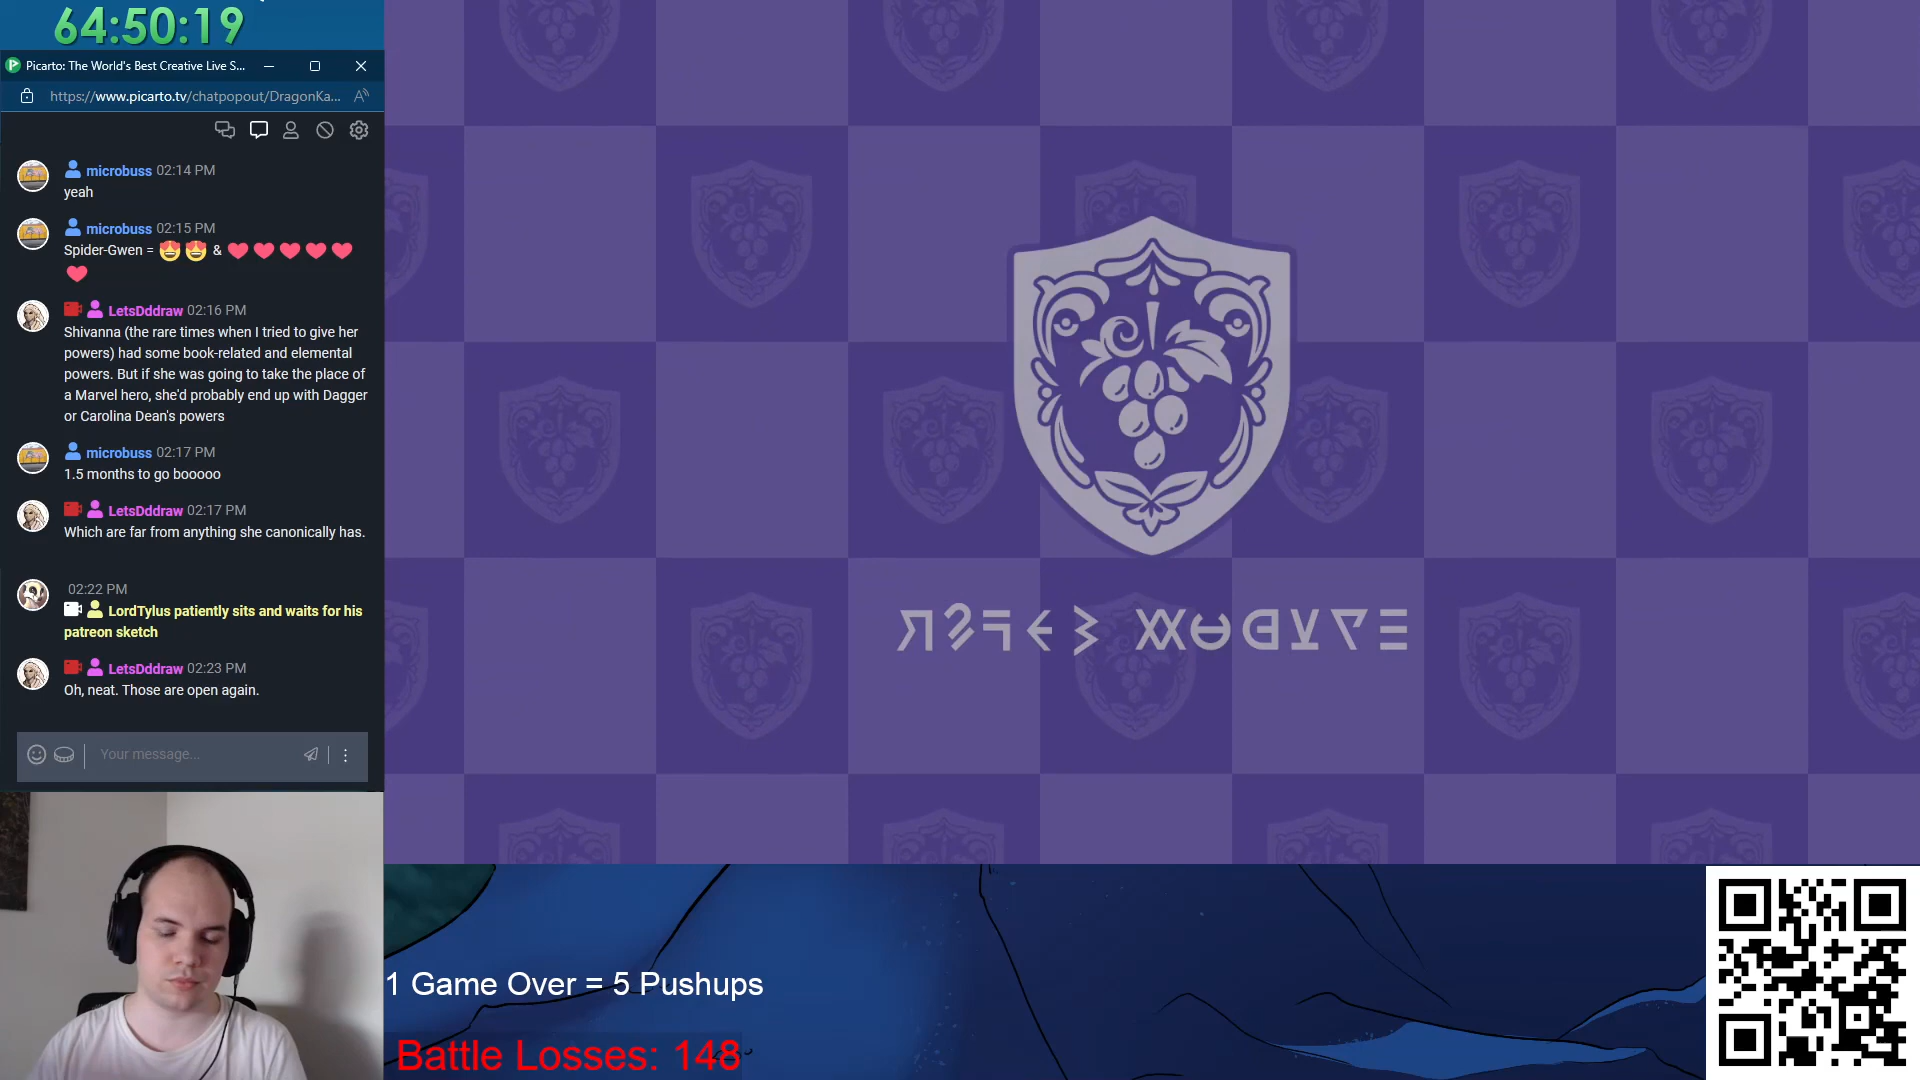 64:50:19
Picarto: The World's Best Creative Live S...
https://www.picarto.tv/chatpopout/DragonKa...
microbuss 02:14 PM
yeah
microbuss 02:15 PM
Spider-Gwen = 😍 😍 & ❤ ❤ ❤ ❤ ❤
❤
LetsDddraw 02:16 PM
Shivanna (the rare times when I tried to give her
powers) had some book-related and elemental
powers. But if she was going to take the place of
a Marvel hero, she'd probably end up with Dagger
or Carolina Dean's powers
microbuss 02:17 PM
1.5 months to go booooo
LetsDddraw 02:17 PM
Which are far from anything she canonically has.
02:22 PM
LordTylus patiently sits and waits for his
patreon sketch
LetsDddraw 02:23 PM
Oh, neat. Those are open again.
Your message...
1 Game Over = 5 Pushups
Battle Losses: 148